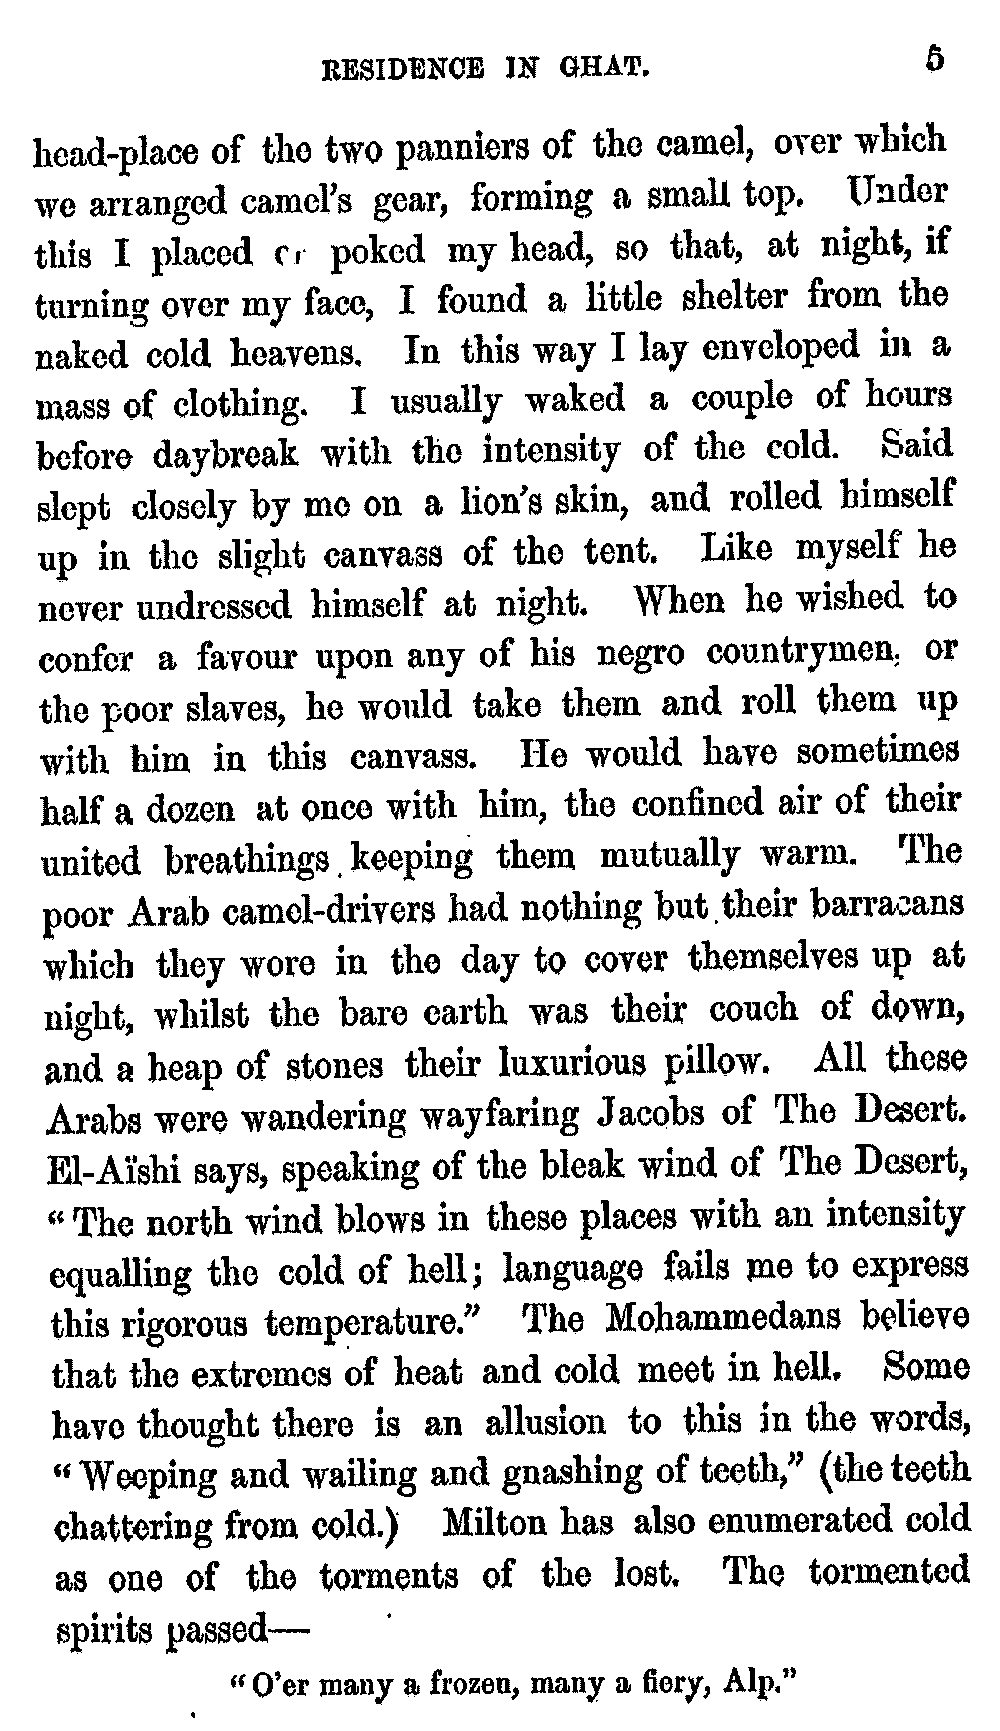 RESIDENCE IN GHAT. 5
head-place of the two panniers of the camel, over which
we arranged camel's gear, forming a small top. Under
this I placed or poked my head, so that, at night, if
turning over my face, I found a little shelter from the
naked cold heavens. In this way I lay enveloped in a
mass of clothing. I usually waked a couple of hours
before daybreak with the intensity of the cold. Said
slept closely by me on a lion's skin, and rolled himself
up in the slight canvass of the tent. Like myself he
never undressed himself at night. When he wished to
confer a favour upon any of his negro countrymen, or
the poor slaves, he would take them and roll them up
with him in this canvass. He would have sometimes
half a dozen at once with him, the confined air of their
united breathings keeping them mutually warm. The
poor Arab camel-drivers had nothing but their barracans
which they wore in the day to cover themselves up at
night, whilst the bare earth was their couch of down,
and a heap of stones their luxurious pillow. All these
Arabs were wandering wayfaring Jacobs of The Desert.
El-Aïshi says, speaking of the bleak wind of The Desert,
"The north wind blows in these places with an intensity
equalling the cold of hell; language fails me to express
this rigorous temperature." The Mohammedans believe
that the extremes of heat and cold meet in hell. Some
have thought there is an allusion to this in the words,
"Weeping and wailing and gnashing of teeth," (the teeth
chattering from cold.) Milton has also enumerated cold
as one of the torments of the lost. The tormented
spirits passed—
"O'er many a frozen, many a fiery, Alp."